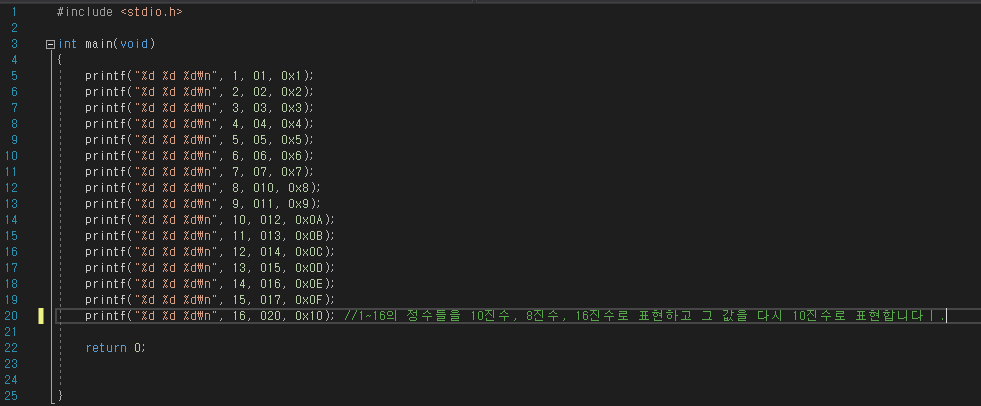 1 #include <stdio.h>
2
3 int main(void)
4 {
5 printf("%d %d %d₩n", 1, 01, 0x1);
6 printf("%d %d %d₩n", 2, 02, 0x2);
7 printf("%d %d %d₩n", 3, 03, 0x3);
8 printf("%d %d %d₩n", 4, 04, 0x4);
9 printf("%d %d %d₩n", 5, 05, 0x5);
10 printf("%d %d %d₩n", 6, 06, 0x6);
11 printf("%d %d %d₩n", 7, 07, 0x7);
12 printf("%d %d %d₩n", 8, 010, 0x8);
13 printf("%d %d %d₩n", 9, 011, 0x9);
14 printf("%d %d %d₩n", 10, 012, 0x0A);
15 printf("%d %d %d₩n", 11, 013, 0x0B);
16 printf("%d %d %d₩n", 12, 014, 0x0C);
17 printf("%d %d %d₩n", 13, 015, 0x0D);
18 printf("%d %d %d₩n", 14, 016, 0x0E);
19 printf("%d %d %d₩n", 15, 017, 0x0F);
20 printf("%d %d %d₩n", 16, 020, 0x10); //1~16의 정수들을 10진수, 8진수, 16진수로 표현하고 그 값을 다시 10진수로 표현합니다ㅣ.
21
22 return 0;
23
24
25 }